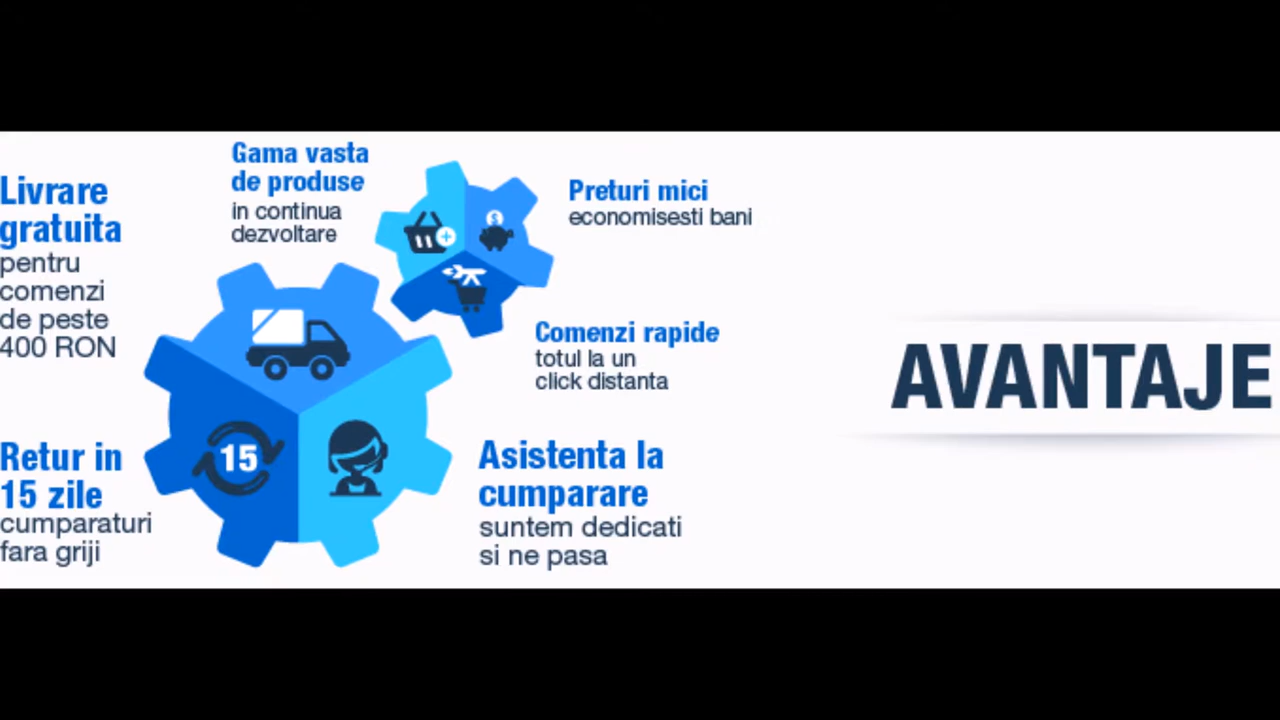 Livrare
gratuita
pentru
comenzi
de peste
400 RON
Gama vasta
de produse
in continua
dezvoltare
Preturi mici
economisesti bani
$
Comenzi rapide
totul la un
click distanta
AVANTAJE
Retur in
15 zile
cumparaturi
fara griji
15
Asistenta la
cumparare
suntem dedicati
si ne pasa